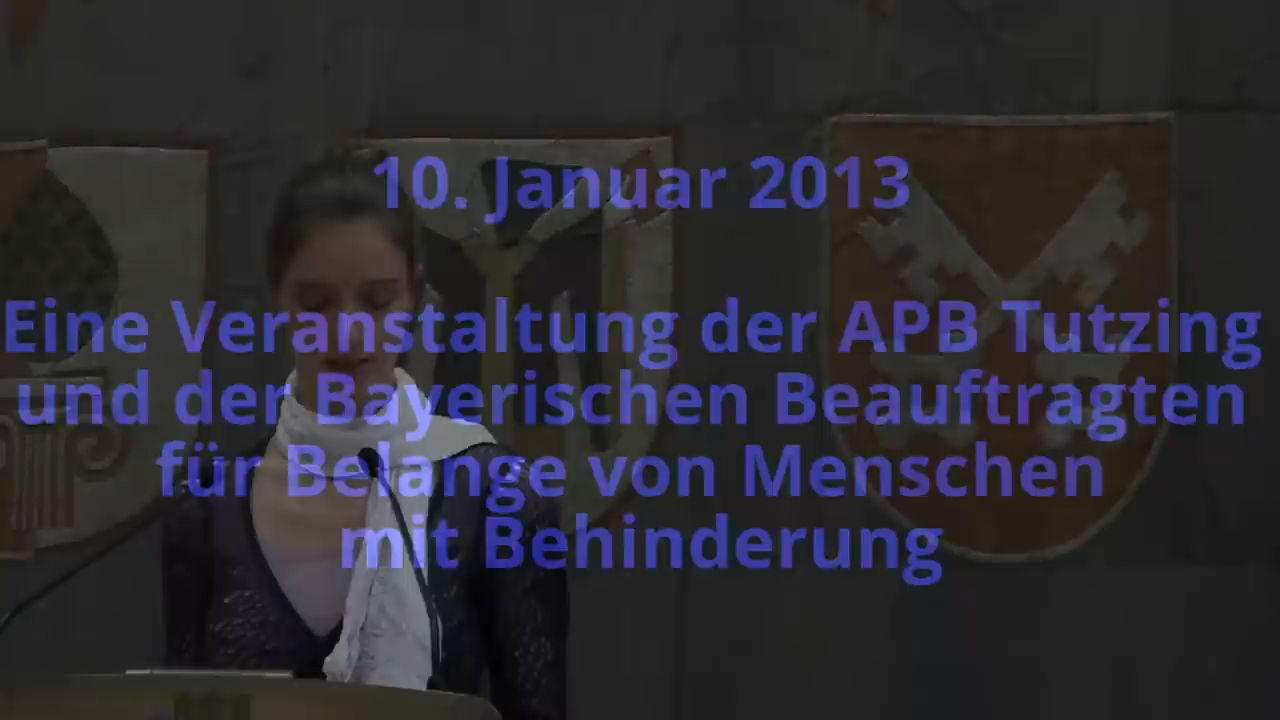 10. Januar 2013
Eine Veranstaltung der APB Tutzing
und der Bayerischen Beauftragten
für Belange von Menschen
mit Behinderung